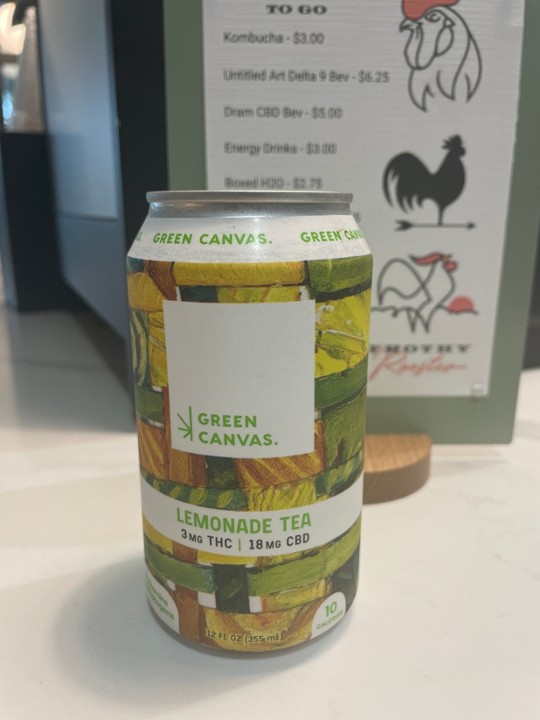 TO GO
Kombucha - $3.00
Untitled Art Delta 9 Bev - $6.25
Dram CBD Bev - $5.00
Energy Drinks - $3.00
Boxed H2O - $2.75
GREEN CANVAS. GREEN CANV
GREEN
CANVAS.
LEMONADE TEA
3MG THC | 18MG CBD
10
CALORIES
12 FL OZ (355 mL)
Rooster